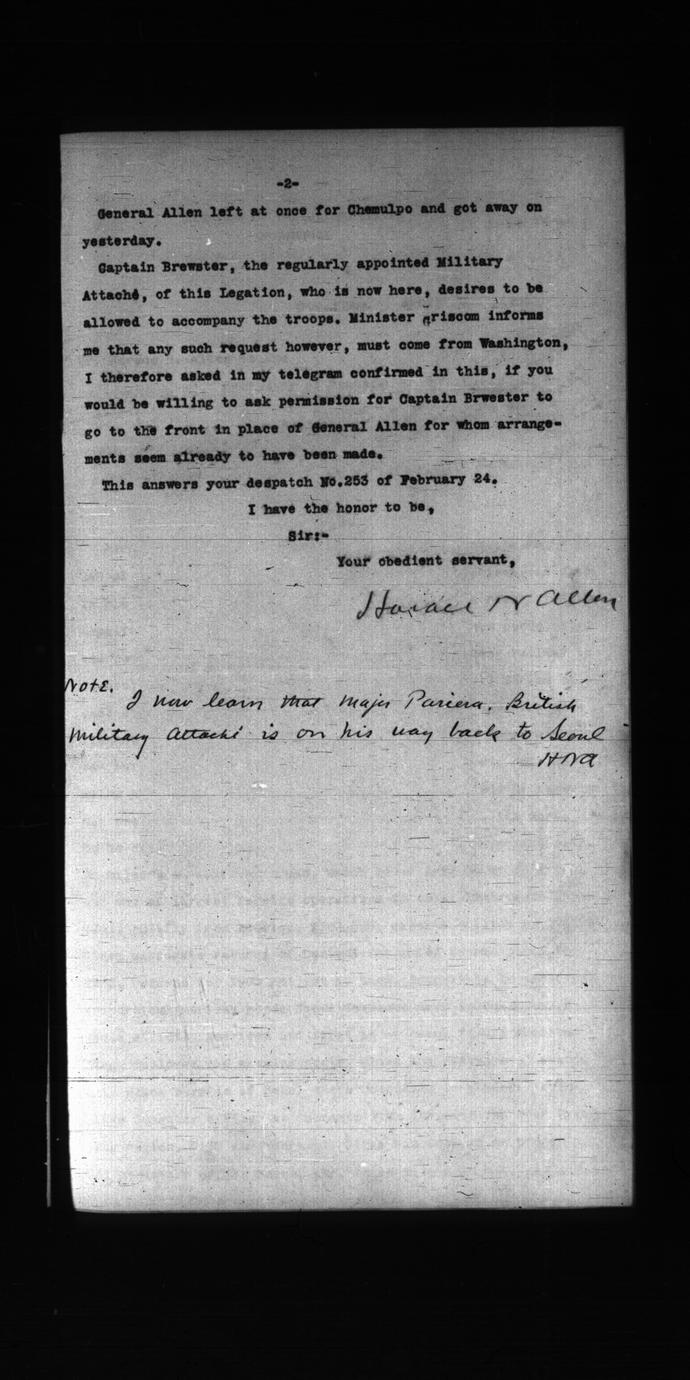 -2-
General Allen left at once for Chemulpo and got away on
yesterday.
Captain Brewster, the regularly appointed Military
Attaché, of this Legation, who is now here, desires to be
allowed to accompany the troops. Minister Griscom informs
me that any such request however, must come from Washington,
I therefore asked in my telegram confirmed in this, if you
would be willing to ask permission for Captain Brwester to
go to the front in place of General Allen for whom arrange-
ments seem already to have been made.
This answers your despatch No.253 of February 24.
I have the honor to be,
Sir:-
Your obedient servant,
Horace N Allen
Note.
I now learn that Major Pariera, British
Military Attaché is on his way back to Seoul
HNA